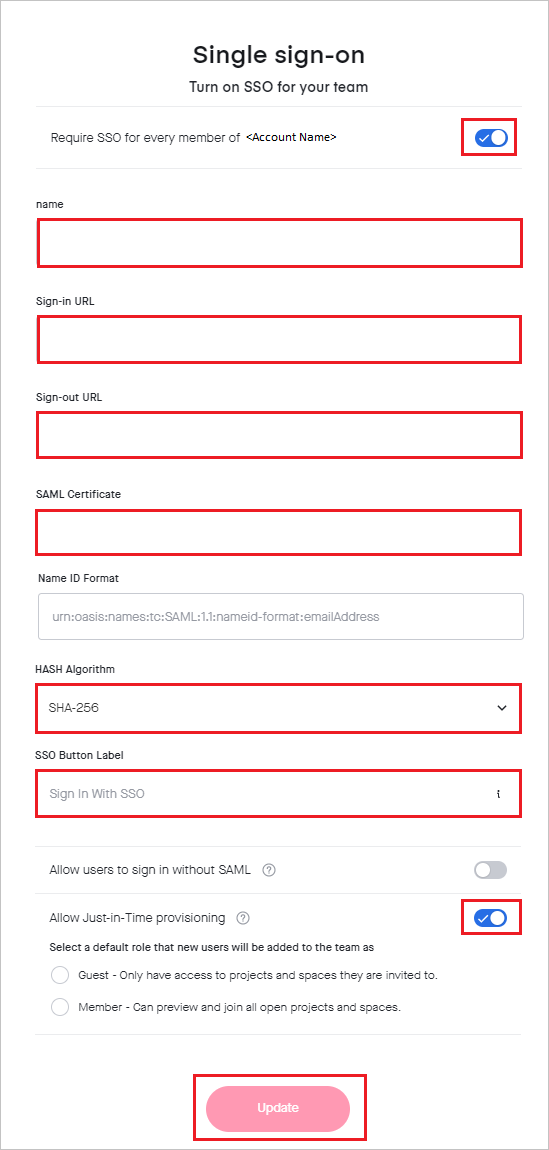 Single sign-on
Turn on SSO for your team
Require SSO for every member of <Account Name>
name
Sign-in URL
Sign-out URL
SAML Certificate
Name ID Format
urn:oasis:names:tc:SAML:1.1:nameid-format:emailAddress
HASH Algorithm
SHA-256
SSO Button Label
Sign In With SSO
Allow users to sign in without SAML ?
Allow Just-in-Time provisioning ?
Select a default role that new users will be added to the team as
Guest - Only have access to projects and spaces they are invited to.
Member - Can preview and join all open projects and spaces.
Update